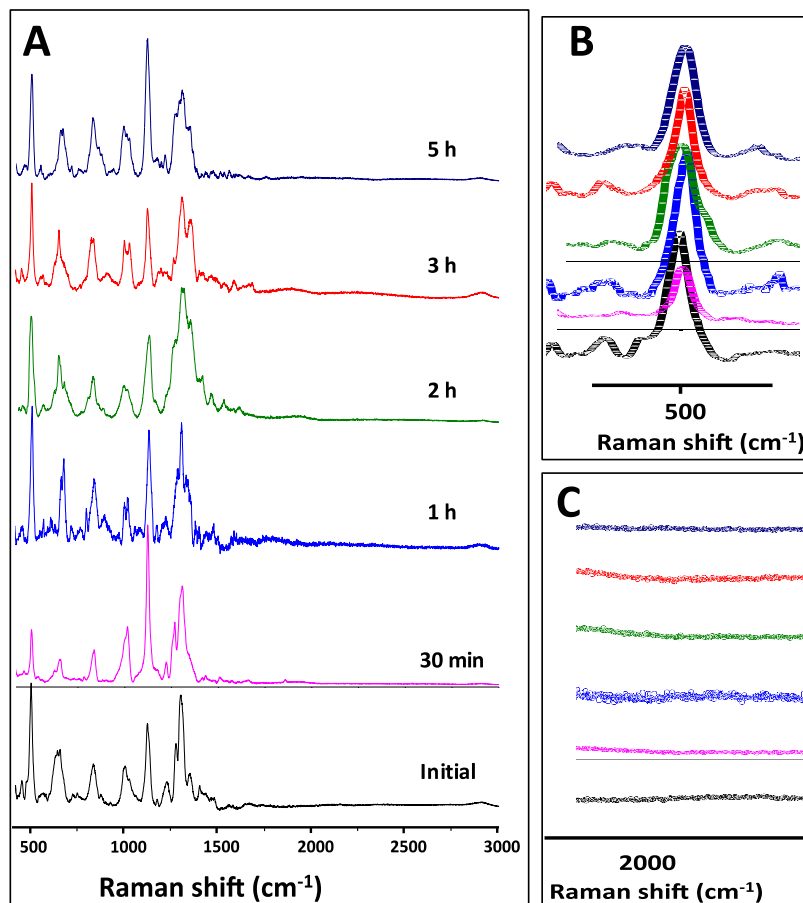 A
5 h
3 h
2 h
1 h
30 min
Initial
500
1000
1500
2000
2500
3000
Raman shift (cm⁻¹)
B
500
Raman shift (cm⁻¹)
C
2000
Raman shift (cm⁻¹)